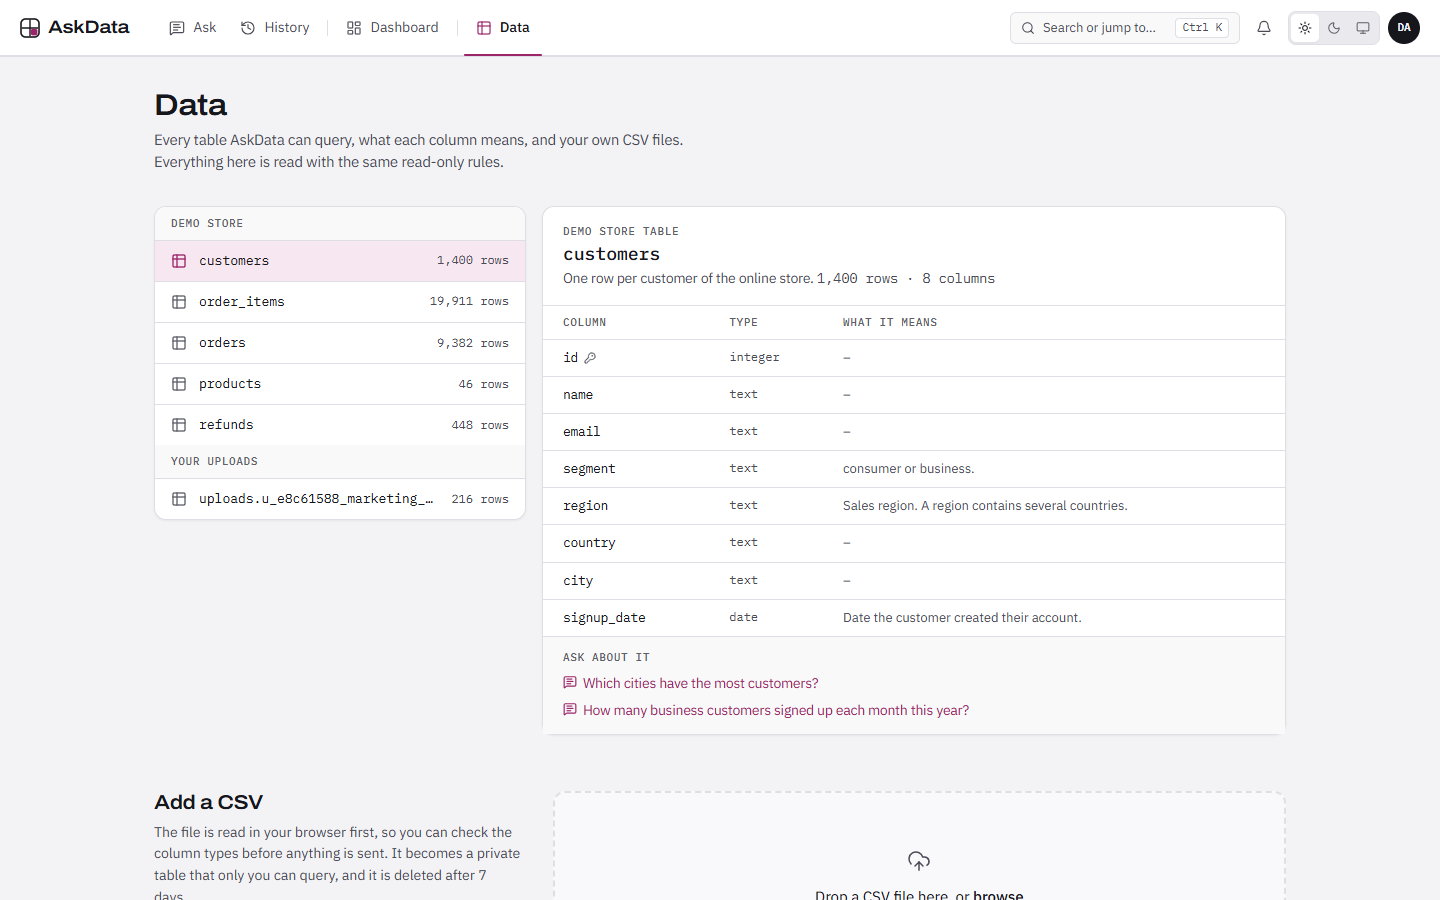 AskData
Ask
History
Dashboard
Data
Search or jump to...
Ctrl K
DA
Data
Every table AskData can query, what each column means, and your own CSV files.
Everything here is read with the same read-only rules.
DEMO STORE
customers 1,400 rows
order_items 19,911 rows
orders 9,382 rows
products 46 rows
refunds 448 rows
YOUR UPLOADS
uploads.u_e8c61588_marketing_… 216 rows
DEMO STORE TABLE
customers
One row per customer of the online store. 1,400 rows · 8 columns
COLUMN TYPE WHAT IT MEANS
id integer –
name text –
email text –
segment text consumer or business.
region text Sales region. A region contains several countries.
country text –
city text –
signup_date date Date the customer created their account.
ASK ABOUT IT
Which cities have the most customers?
How many business customers signed up each month this year?
Add a CSV
The file is read in your browser first, so you can check the
column types before anything is sent. It becomes a private
table that only you can query, and it is deleted after 7
days.
Drop a CSV file here, or browse